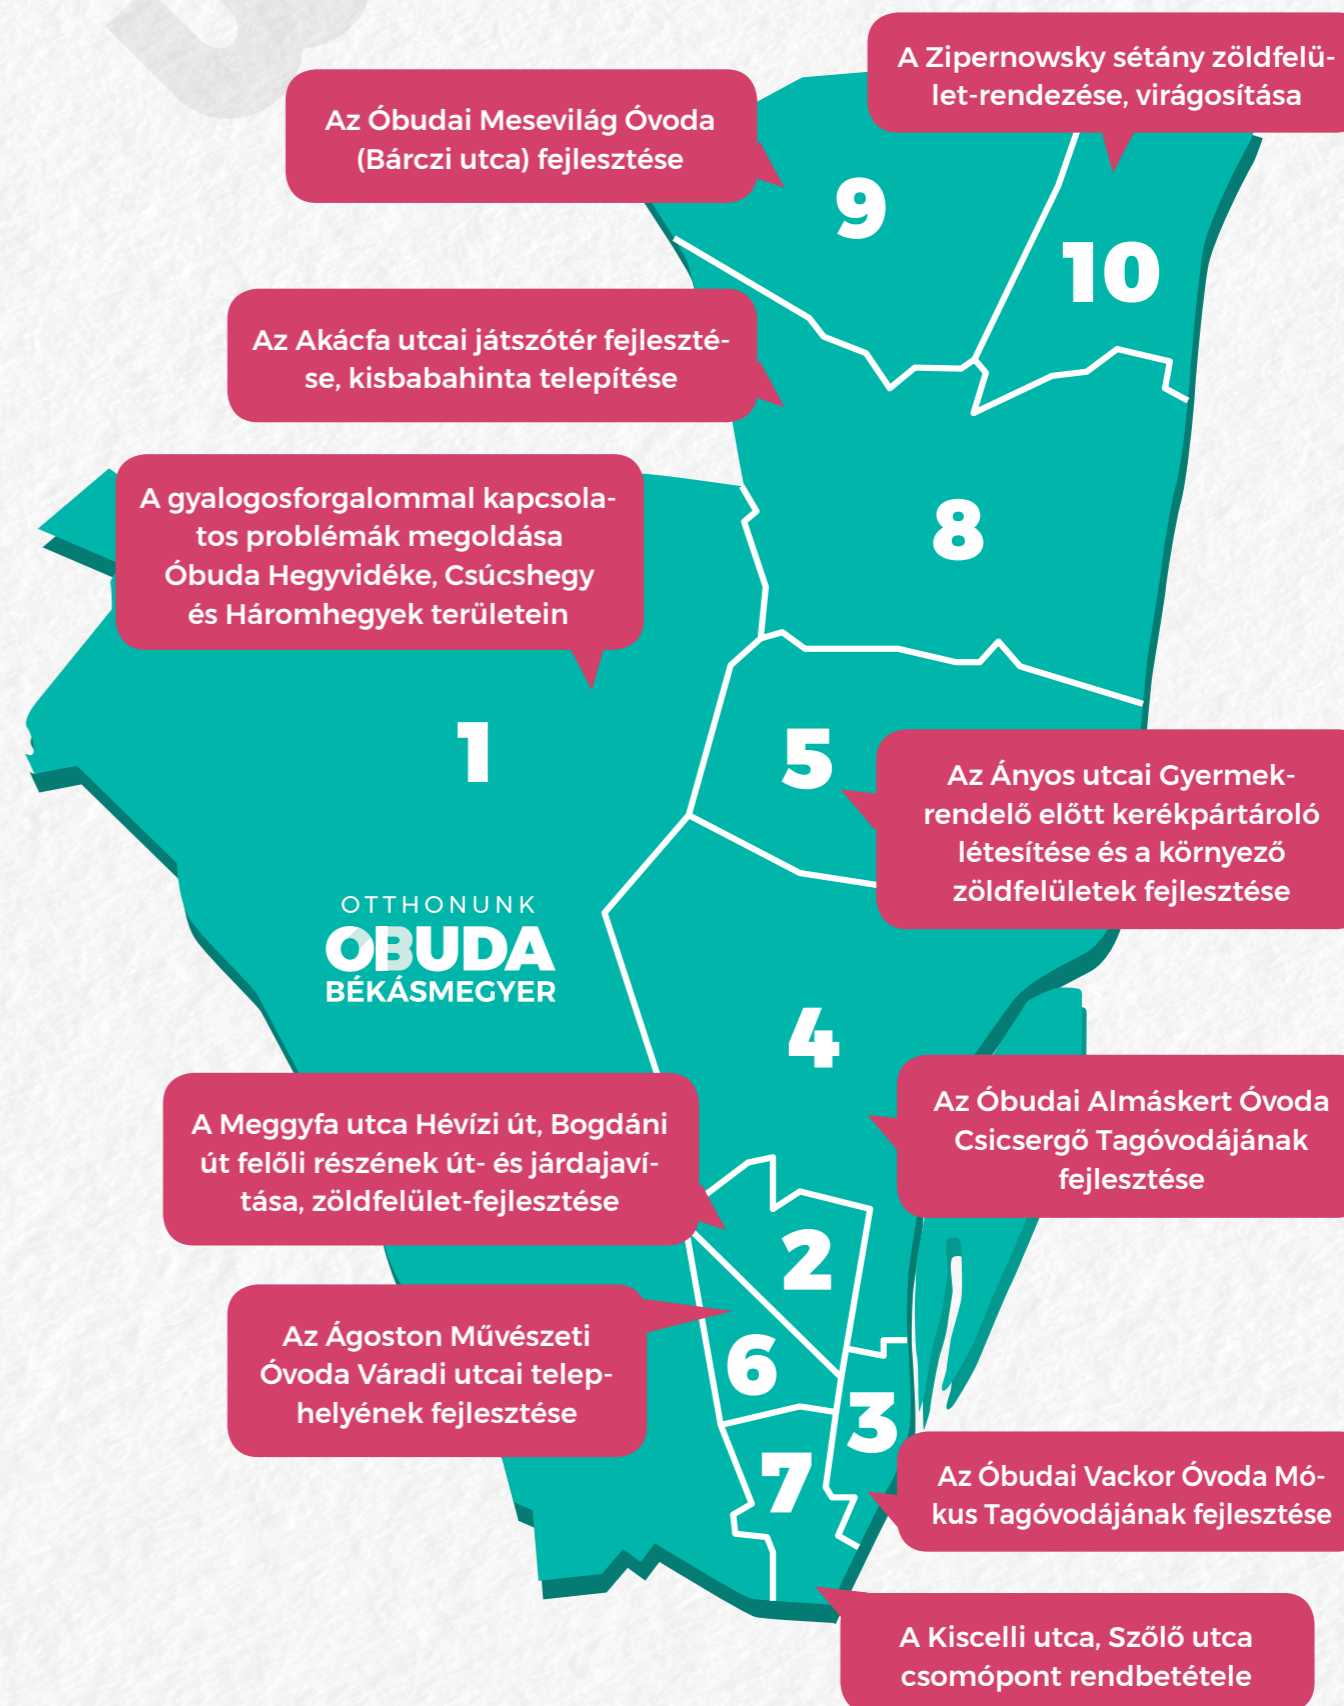 A Zipernowsky sétány zöldfelü-
let-rendezése, virágosítása
Az Óbudai Mesevilág Óvoda
(Bárczi utca) fejlesztése
9
10
Az Akácfa utcai játszótér fejleszté-
se, kisbabahinta telepítése
A gyalogosforgalommal kapcsola-
tos problémák megoldása
Óbuda Hegyvidéke, Csúcshegy
és Háromhegyek területein
8
1
5
Az Ányos utcai Gyermek-
rendelő előtt kerékpártároló
létesítése és a környező
zöldfelületek fejlesztése
OTTHONUNK
OBUDA
BÉKÁSMEGYER
4
Az Óbudai Almáskert Óvoda
Csicsergő Tagóvodájának
fejlesztése
A Meggyfa utca Hévízi út, Bogdáni
út felőli részének út- és járdajaví-
tása, zöldfelület-fejlesztése
2
Az Ágoston Művészeti
Óvoda Váradi utcai telep-
helyének fejlesztése
6
3
7
Az Óbudai Vackor Óvoda Mó-
kus Tagóvodájának fejlesztése
A Kiscelli utca, Szőlő utca
csomópont rendbetétele